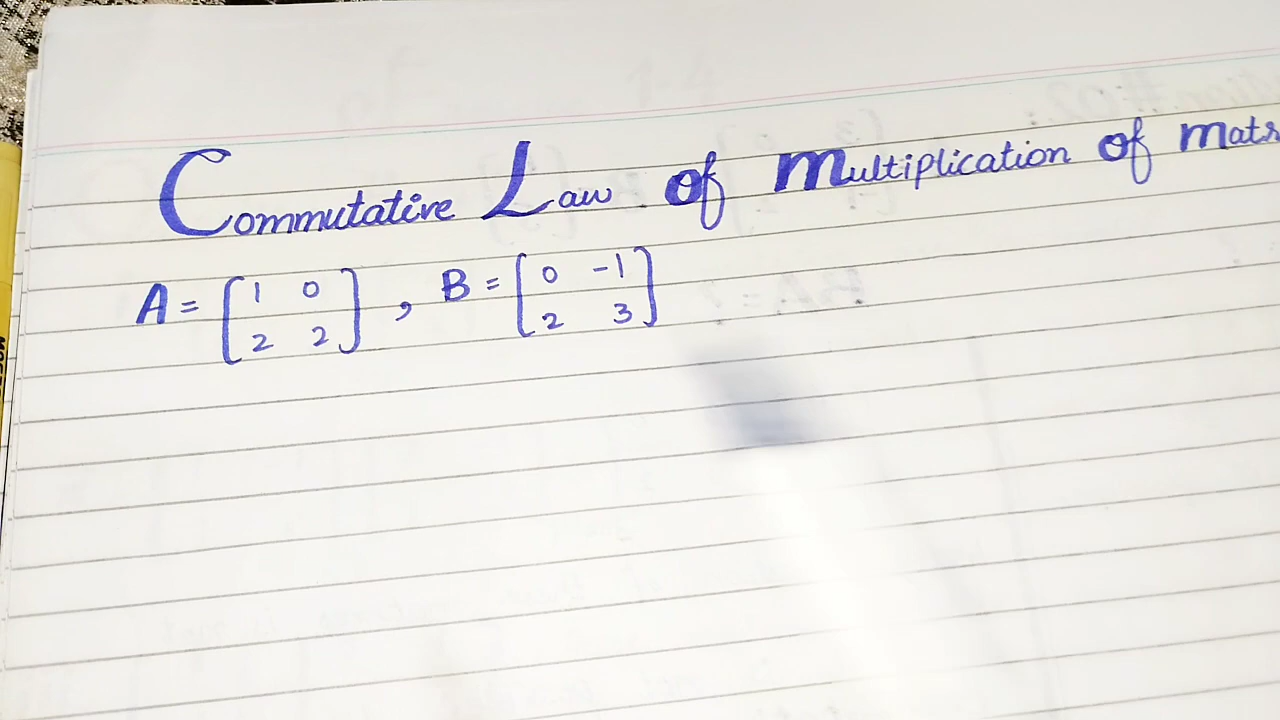 Commutative Law of Multiplication of Matr
A = [1 0 , B = [0 -1
2 2] 2 3]